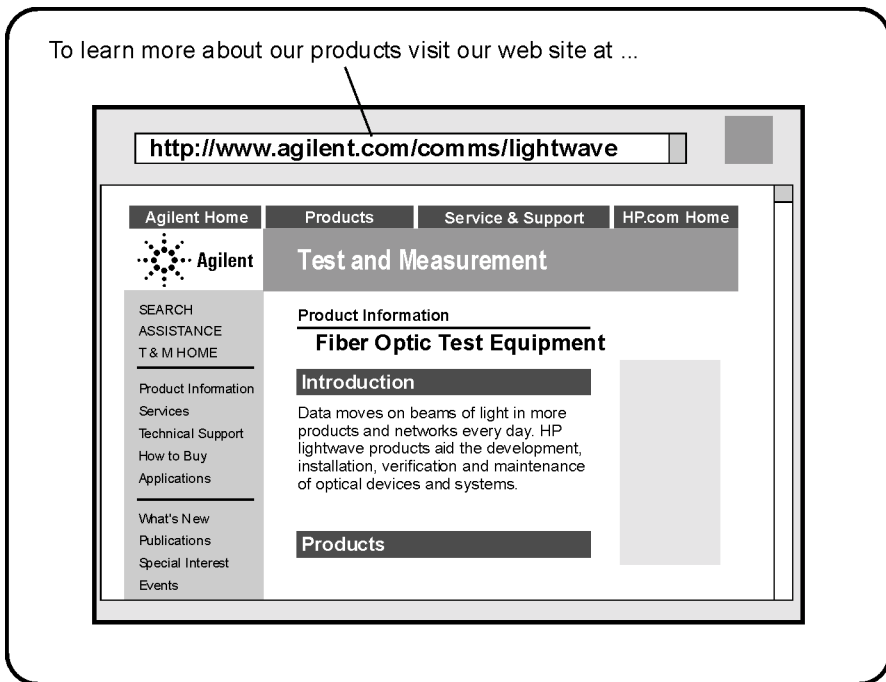 To learn more about our products visit our web site at ...
http://www.agilent.com/comms/lightwave
Agilent Home
Products
Service & Support
HP.com Home
Agilent
Test and Measurement
SEARCH
ASSISTANCE
T & M HOME
Product Information
Services
Technical Support
How to Buy
Applications
What's New
Publications
Special Interest
Events
Product Information
Fiber Optic Test Equipment
Introduction
Data moves on beams of light in more
products and networks every day. HP
lightwave products aid the development,
installation, verification and maintenance
of optical devices and systems.
Products